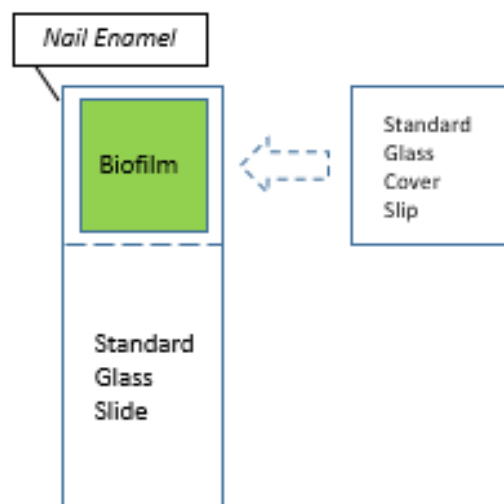 Nail Enamel
Biofilm
Standard
Glass
Cover
Slip
Standard
Glass
Slide